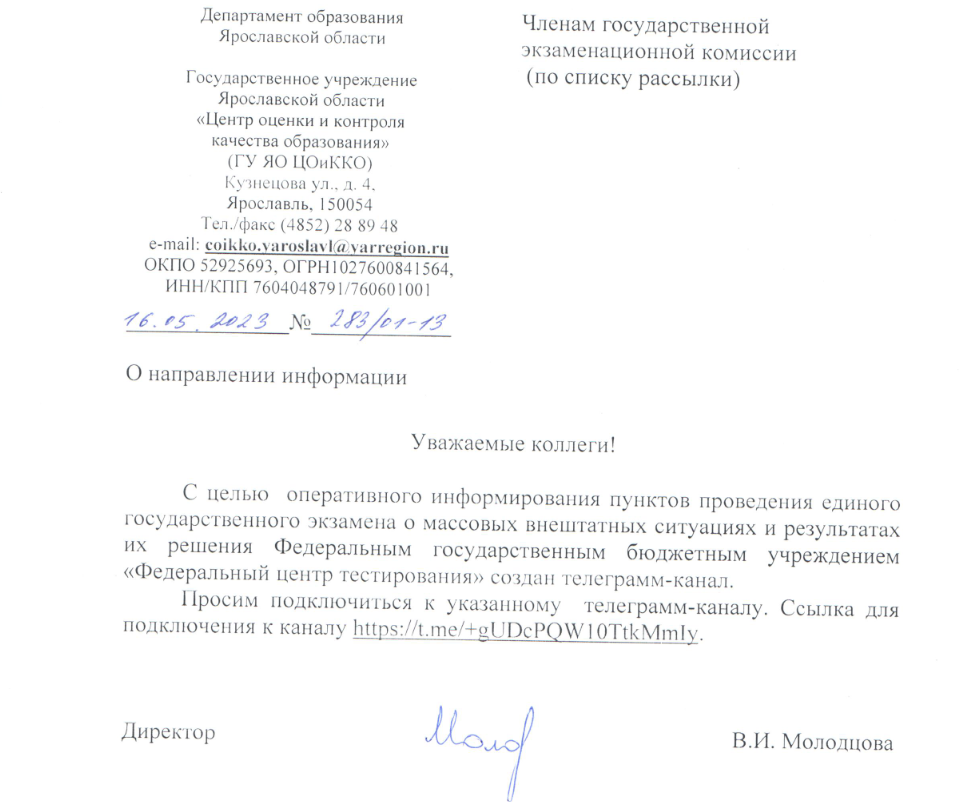 Департамент образования
Ярославской области
Государственное учреждение
Ярославской области
«Центр оценки и контроля
качества образования»
(ГУ ЯО ЦОиККО)
Кузнецова ул., д. 4,
Ярославль, 150054
Тел./факс (4852) 28 89 48
e-mail: coikko.yaroslavl@yarregion.ru
ОКПО 52925693, ОГРН1027600841564,
ИНН/КПП 7604048791/760601001
16.05.2023 № 283/01-13
Членам государственной
экзаменационной комиссии
(по списку рассылки)
О направлении информации
Уважаемые коллеги!
С целью оперативного информирования пунктов проведения единого
государственного экзамена о массовых внештатных ситуациях и результатах
их решения Федеральным государственным бюджетным учреждением
«Федеральный центр тестирования» создан телеграмм-канал.
Просим подключиться к указанному телеграмм-каналу. Ссылка для
подключения к каналу https://t.me/+gUDcPQW10TtkMmIy.
Директор
Молод
В.И. Молодцова